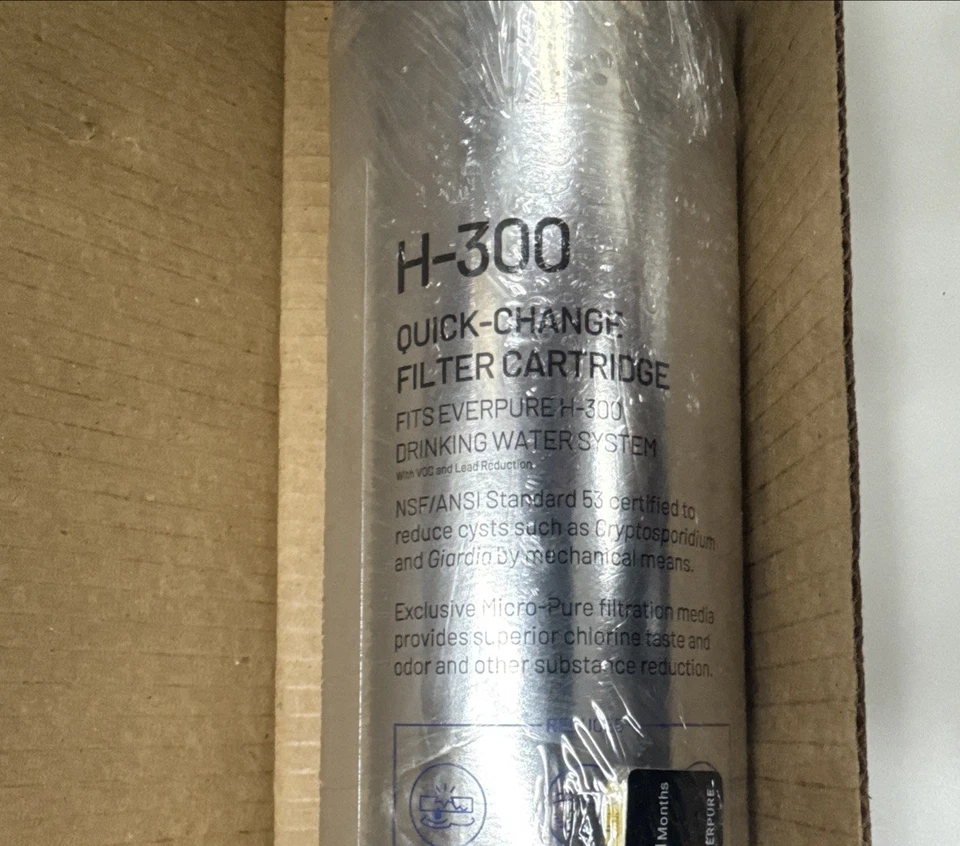 H-300
QUICK-CHANGE
FILTER CARTRIDGE
FITS EVERPURE H-300
DRINKING WATER SYSTEM
With VOC and Lead Reduction
NSF/ANSI Standard 53 certified to
reduce cysts such as Cryptosporidium
and Giardia by mechanical means.
Exclusive Micro-Pure filtration media
provides superior chlorine taste and
odor and other substance reduction.
Months
ERPURE